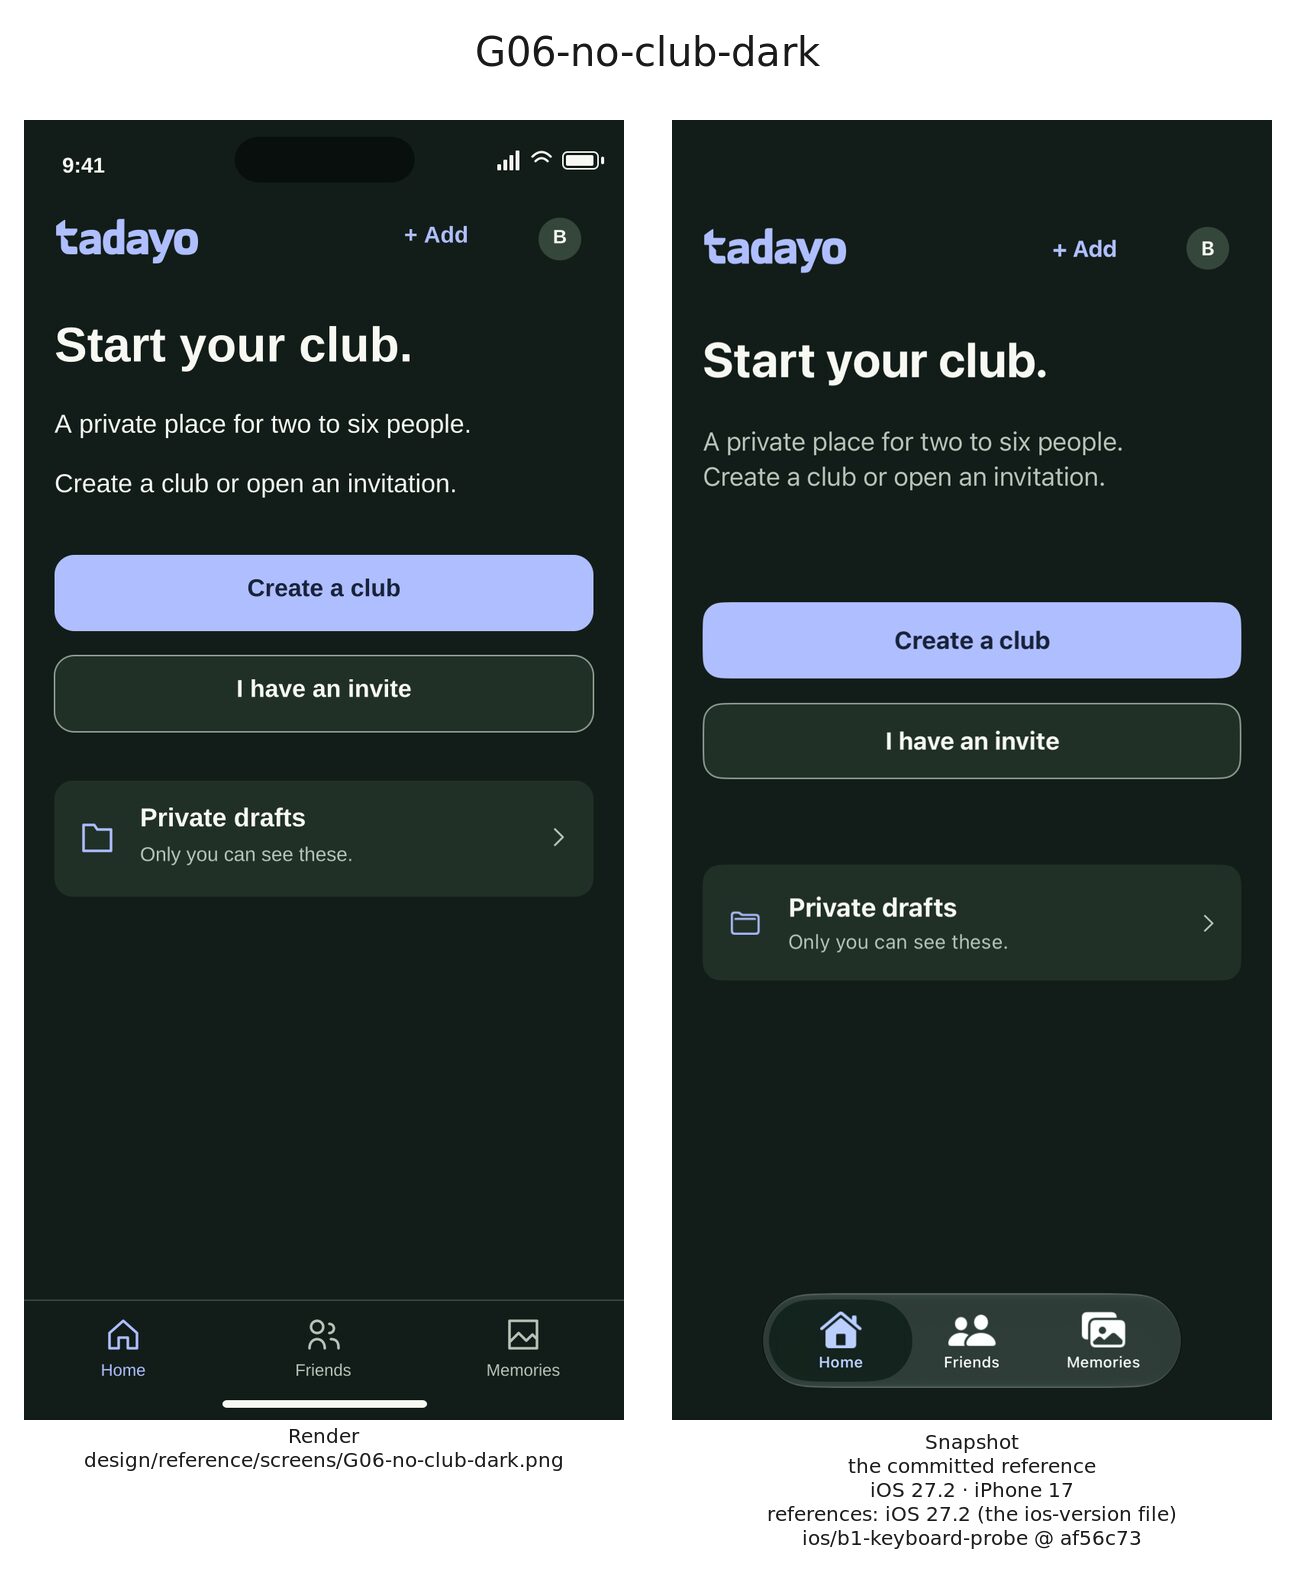 G06-no-club-dark
9:41
tadayo
+ Add
B
Start your club.
A private place for two to six people.
Create a club or open an invitation.
Create a club
I have an invite
Private drafts
Only you can see these.
Home
Friends
Memories
Render
design/reference/screens/G06-no-club-dark.png
tadayo
+ Add
B
Start your club.
A private place for two to six people.
Create a club or open an invitation.
Create a club
I have an invite
Private drafts
Only you can see these.
Home
Friends
Memories
Snapshot
the committed reference
iOS 27.2 · iPhone 17
references: iOS 27.2 (the ios-version file)
ios/b1-keyboard-probe @ af56c73